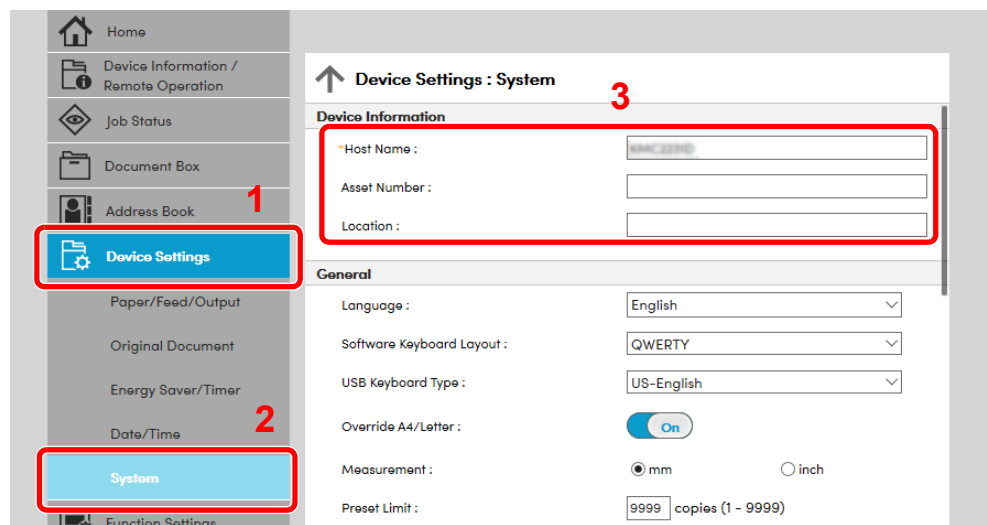 Home
Device Information /
Remote Operation
Job Status
Document Box
Address Book
1
Device Settings
Paper/Feed/Output
Original Document
Energy Saver/Timer
Date/Time
2
System
Function Settings
Device Settings : System
3
Device Information
*Host Name :
Asset Number :
Location :
General
Language : English
Software Keyboard Layout : QWERTY
USB Keyboard Type : US-English
Override A4/Letter : On
Measurement : mm inch
Preset Limit : 9999 copies (1 - 9999)